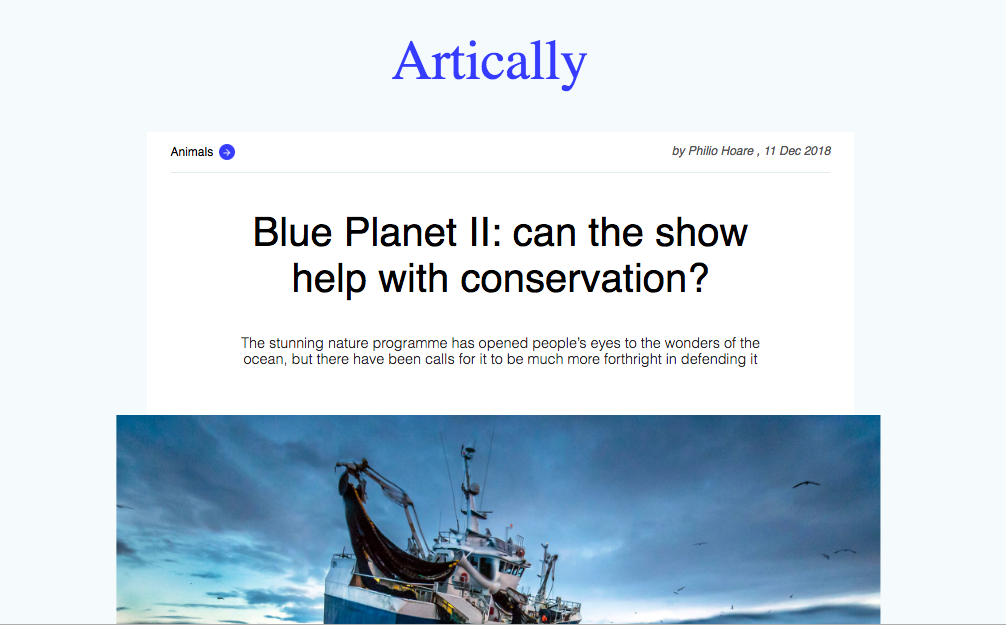 Artically
Animals
by Philio Hoare , 11 Dec 2018
Blue Planet II: can the show
help with conservation?
The stunning nature programme has opened people's eyes to the wonders of the
ocean, but there have been calls for it to be much more forthright in defending it